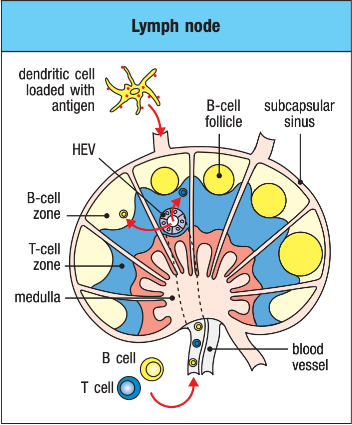 Lymph node
dendritic cell
loaded with
antigen
B-cell
follicle
subcapsular
sinus
HEV
B-cell
zone
T-cell
zone
medulla
B cell
T cell
blood
vessel